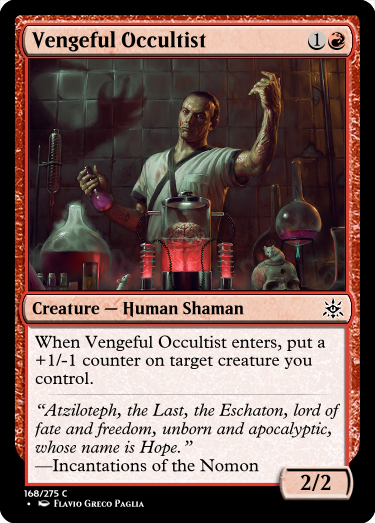 Vengeful Occultist 1
Creature — Human Shaman
When Vengeful Occultist enters, put a
+1/-1 counter on target creature you
control.
“Atziloteph, the Last, the Eschaton, lord of
fate and freedom, unborn and apocalyptic,
whose name is Hope.”
—Incantations of the Nomon
2/2
168/275 C
• Flavio Greco Paglia